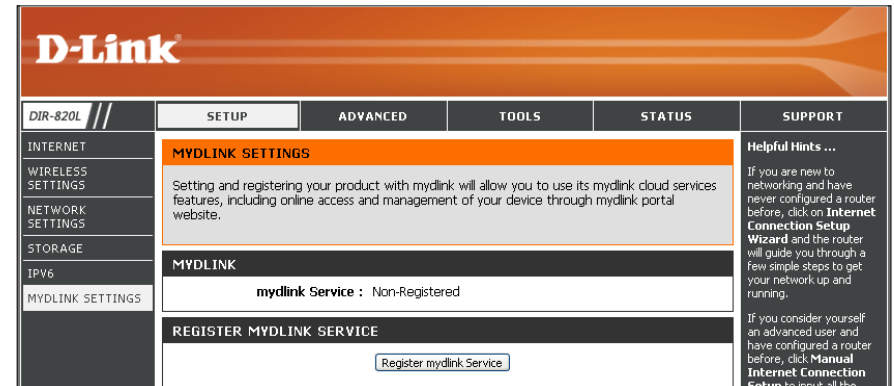 D-Link
DIR-820L
SETUP
ADVANCED
TOOLS
STATUS
SUPPORT
INTERNET
WIRELESS
SETTINGS
NETWORK
SETTINGS
STORAGE
IPV6
MYDLINK SETTINGS
MYDLINK SETTINGS
Setting and registering your product with mydlink will allow you to use its mydlink cloud services
features, including online access and management of your device through mydlink portal
website.
MYDLINK
mydlink Service : Non-Registered
REGISTER MYDLINK SERVICE
Register mydlink Service
Helpful Hints ...
If you are new to
networking and have
never configured a router
before, click on Internet
Connection Setup
Wizard and the router
will guide you through a
few simple steps to get
your network up and
running.
If you consider yourself
an advanced user and
have configured a router
before, click Manual
Internet Connection
Setup to input all the